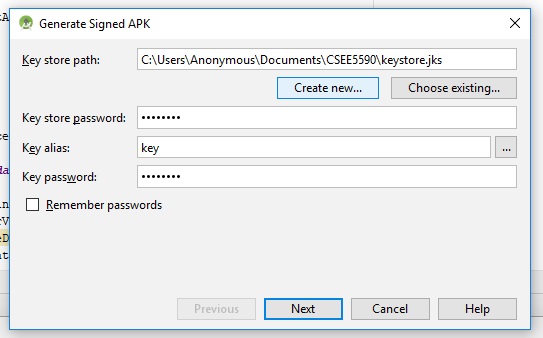 Generate Signed APK
Key store path: C:\Users\Anonymous\Documents\CSEE5590\keystore.jks
Create new... Choose existing...
Key store password: ••••••••
Key alias: key ...
Key password: ••••••••
Remember passwords
Previous Next Cancel Help